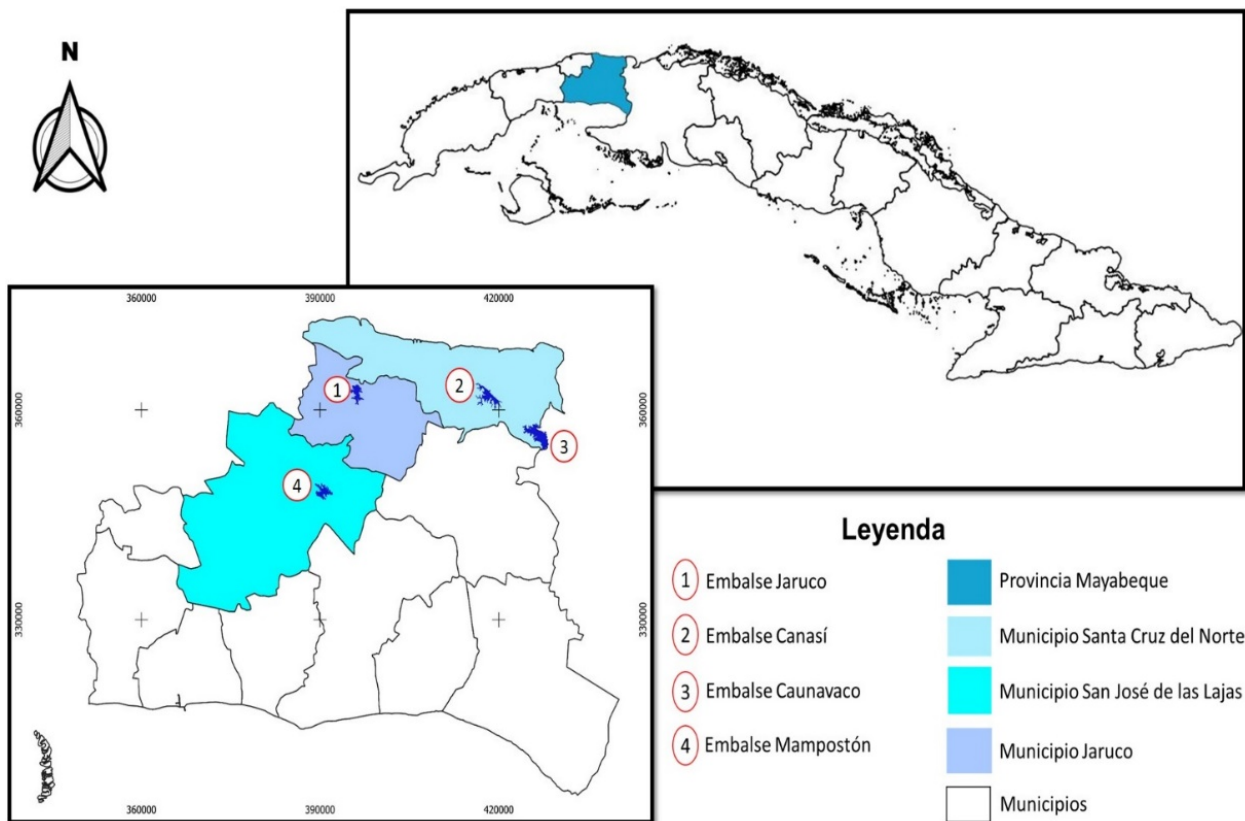 N
360000 390000 420000
1
2
3
4
360000 360000
330000 330000
360000 390000 420000
Leyenda
1 Embalse Jaruco
2 Embalse Canasí
3 Embalse Caunavaco
4 Embalse Mampostón
Provincia Mayabeque
Municipio Santa Cruz del Norte
Municipio San José de las Lajas
Municipio Jaruco
Municipios